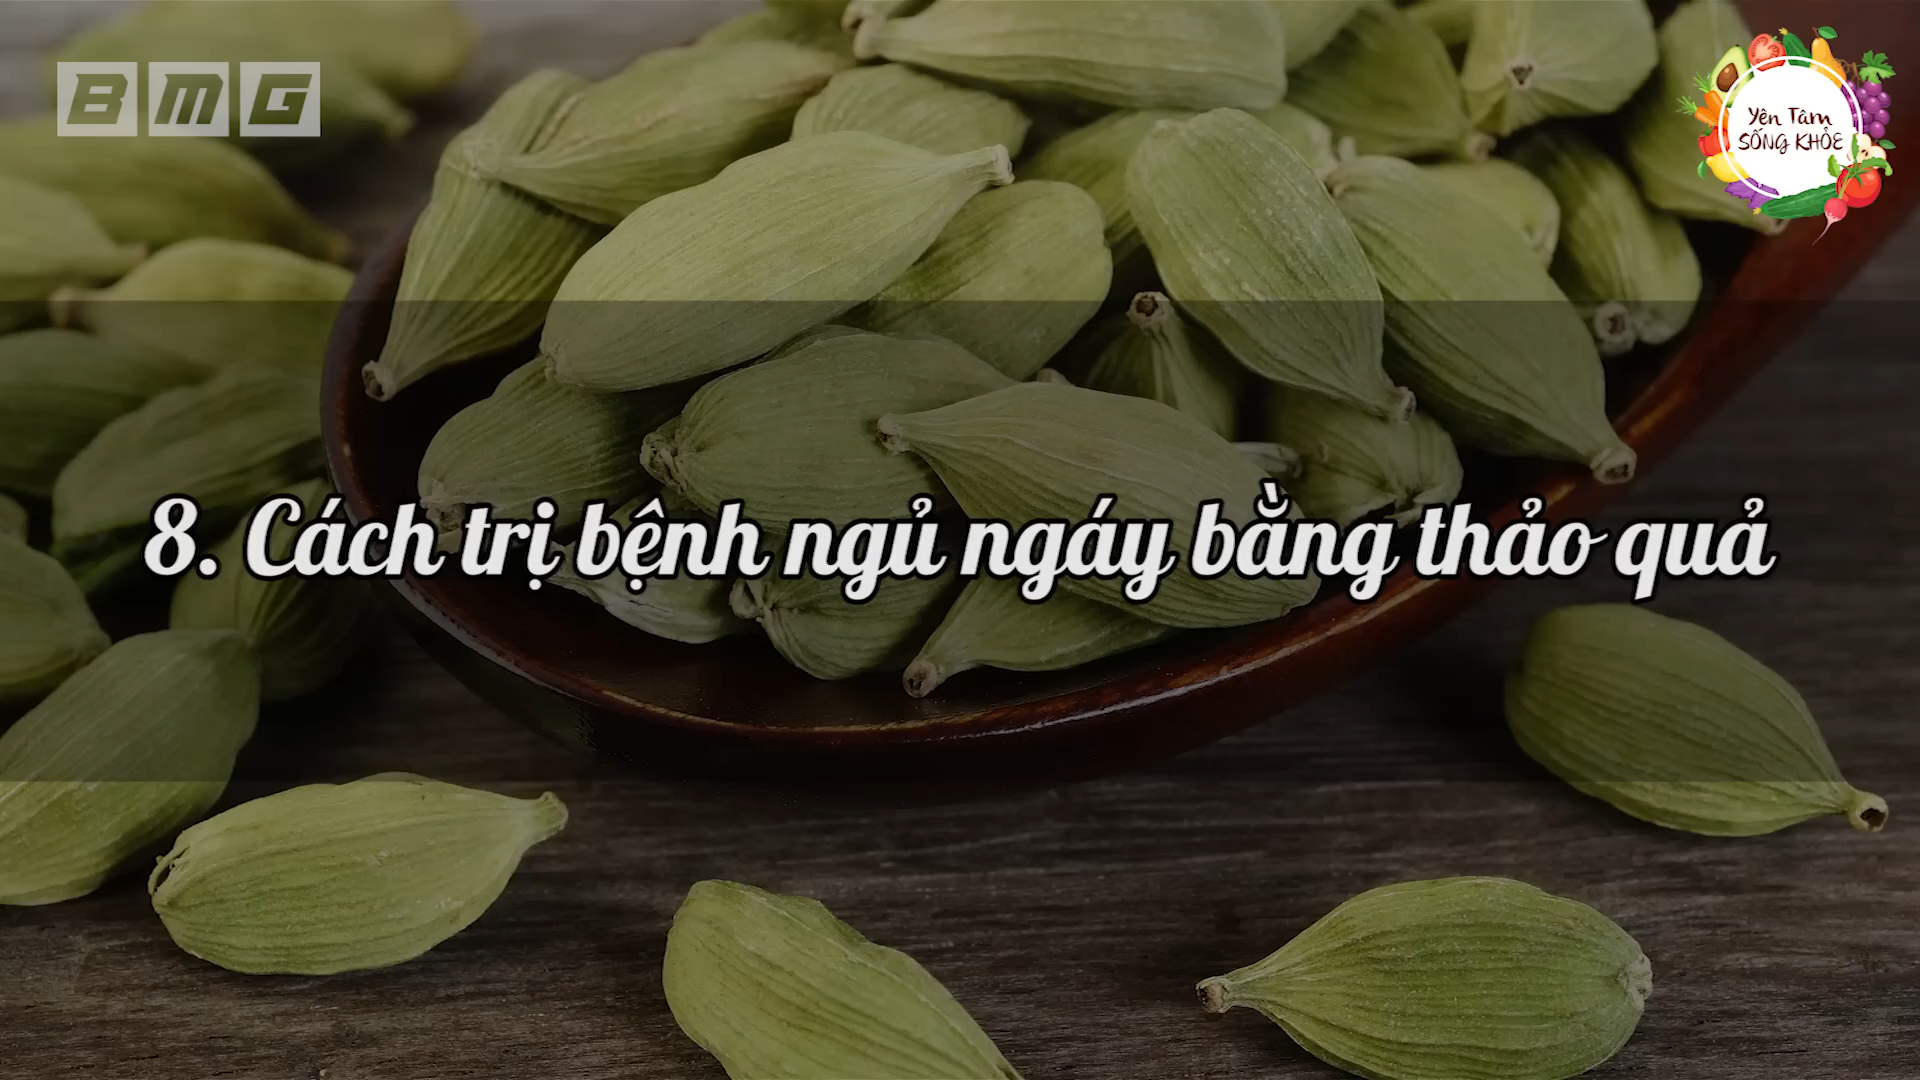 BMG
Yên Tâm
SỐNG KHỎE
8. Cách trị bệnh ngủ ngáy bằng thảo quả